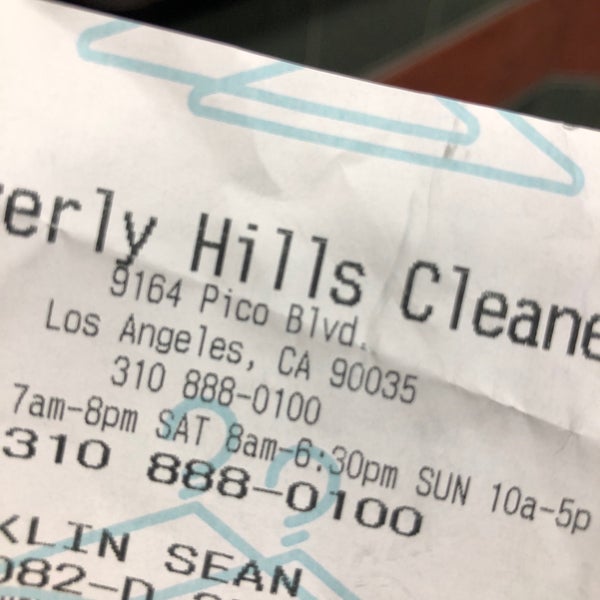 erly Hills Cleane
9164 Pico Blvd.
Los Angeles, CA 90035
310 888-0100
7am-8pm SAT 8am-6:30pm SUN 10a-5p
310 888-0100
KLIN SEAN
082-D